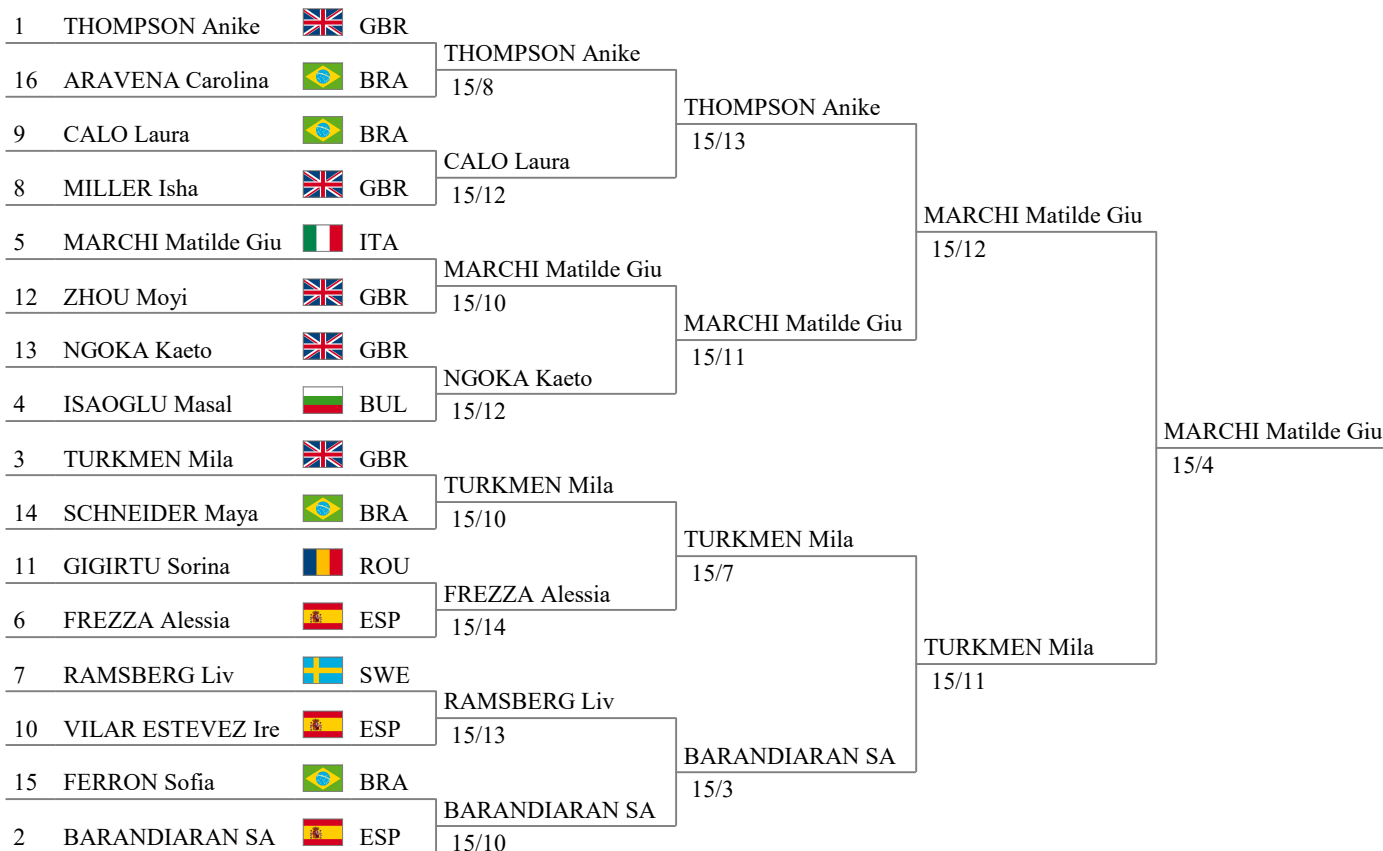 1 THOMPSON Anike GBR
16 ARAVENA Carolina BRA
9 CALO Laura BRA
8 MILLER Isha GBR
5 MARCHI Matilde Giu ITA
12 ZHOU Moyi GBR
13 NGOKA Kaeto GBR
4 ISAOGLU Masal BUL
3 TURKMEN Mila GBR
14 SCHNEIDER Maya BRA
11 GIGIRTU Sorina ROU
6 FREZZA Alessia ESP
7 RAMSBERG Liv SWE
10 VILAR ESTEVEZ Ire ESP
15 FERRON Sofia BRA
2 BARANDIARAN SA ESP
THOMPSON Anike
15/8
CALO Laura
15/12
MARCHI Matilde Giu
15/10
NGOKA Kaeto
15/12
TURKMEN Mila
15/10
FREZZA Alessia
15/14
RAMSBERG Liv
15/13
BARANDIARAN SA
15/10
THOMPSON Anike
15/13
MARCHI Matilde Giu
15/11
TURKMEN Mila
15/7
BARANDIARAN SA
15/3
MARCHI Matilde Giu
15/12
TURKMEN Mila
15/11
MARCHI Matilde Giu
15/4